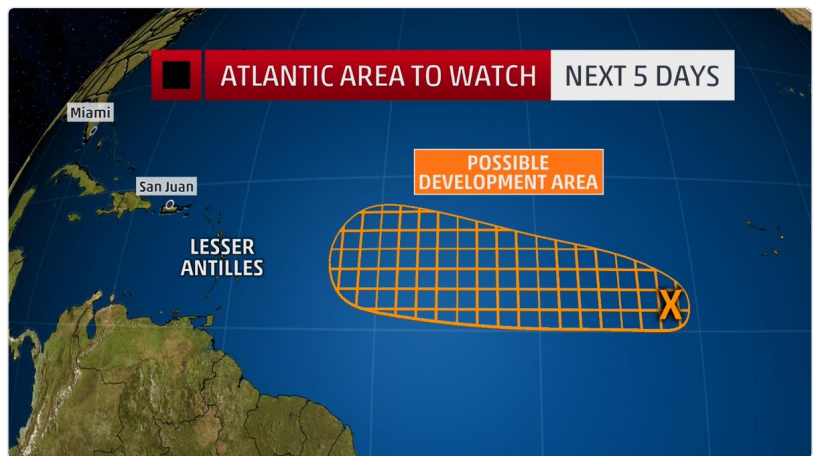 ATLANTIC AREA TO WATCH NEXT 5 DAYS
Miami
POSSIBLE
DEVELOPMENT AREA
San Juan
LESSER
ANTILLES
X